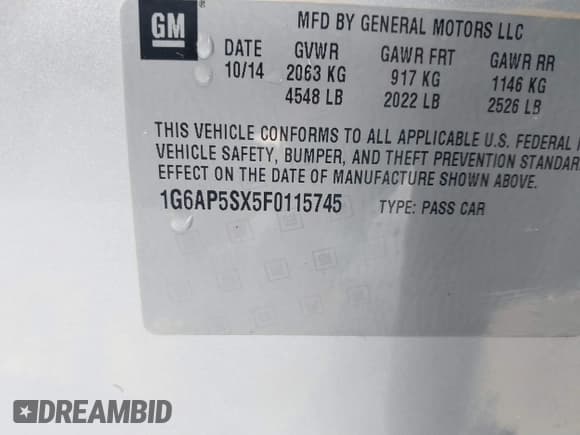 GM
MFD BY GENERAL MOTORS LLC
DATE GVWR GAWR FRT GAWR RR
10/14 2063 KG 917 KG 1146 KG
4548 LB 2022 LB 2526 LB
THIS VEHICLE CONFORMS TO ALL APPLICABLE U.S. FEDERAL
VEHICLE SAFETY, BUMPER, AND THEFT PREVENTION STANDAR
EFFECT ON THE DATE OF MANUFACTURE SHOWN ABOVE.
1G6AP5SX5F0115745 TYPE: PASS CAR
DREAMBID